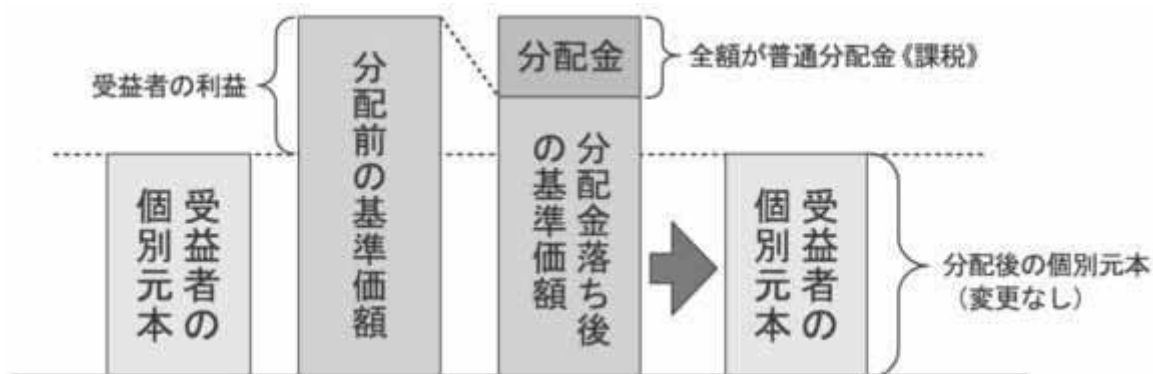 受益者の利益
受益者の
個別元本
分配前の基準価額
分配金
全額が普通分配金《課税》
分配金落ち後
の基準価額
受益者の
個別元本
分配後の個別元本
（変更なし）